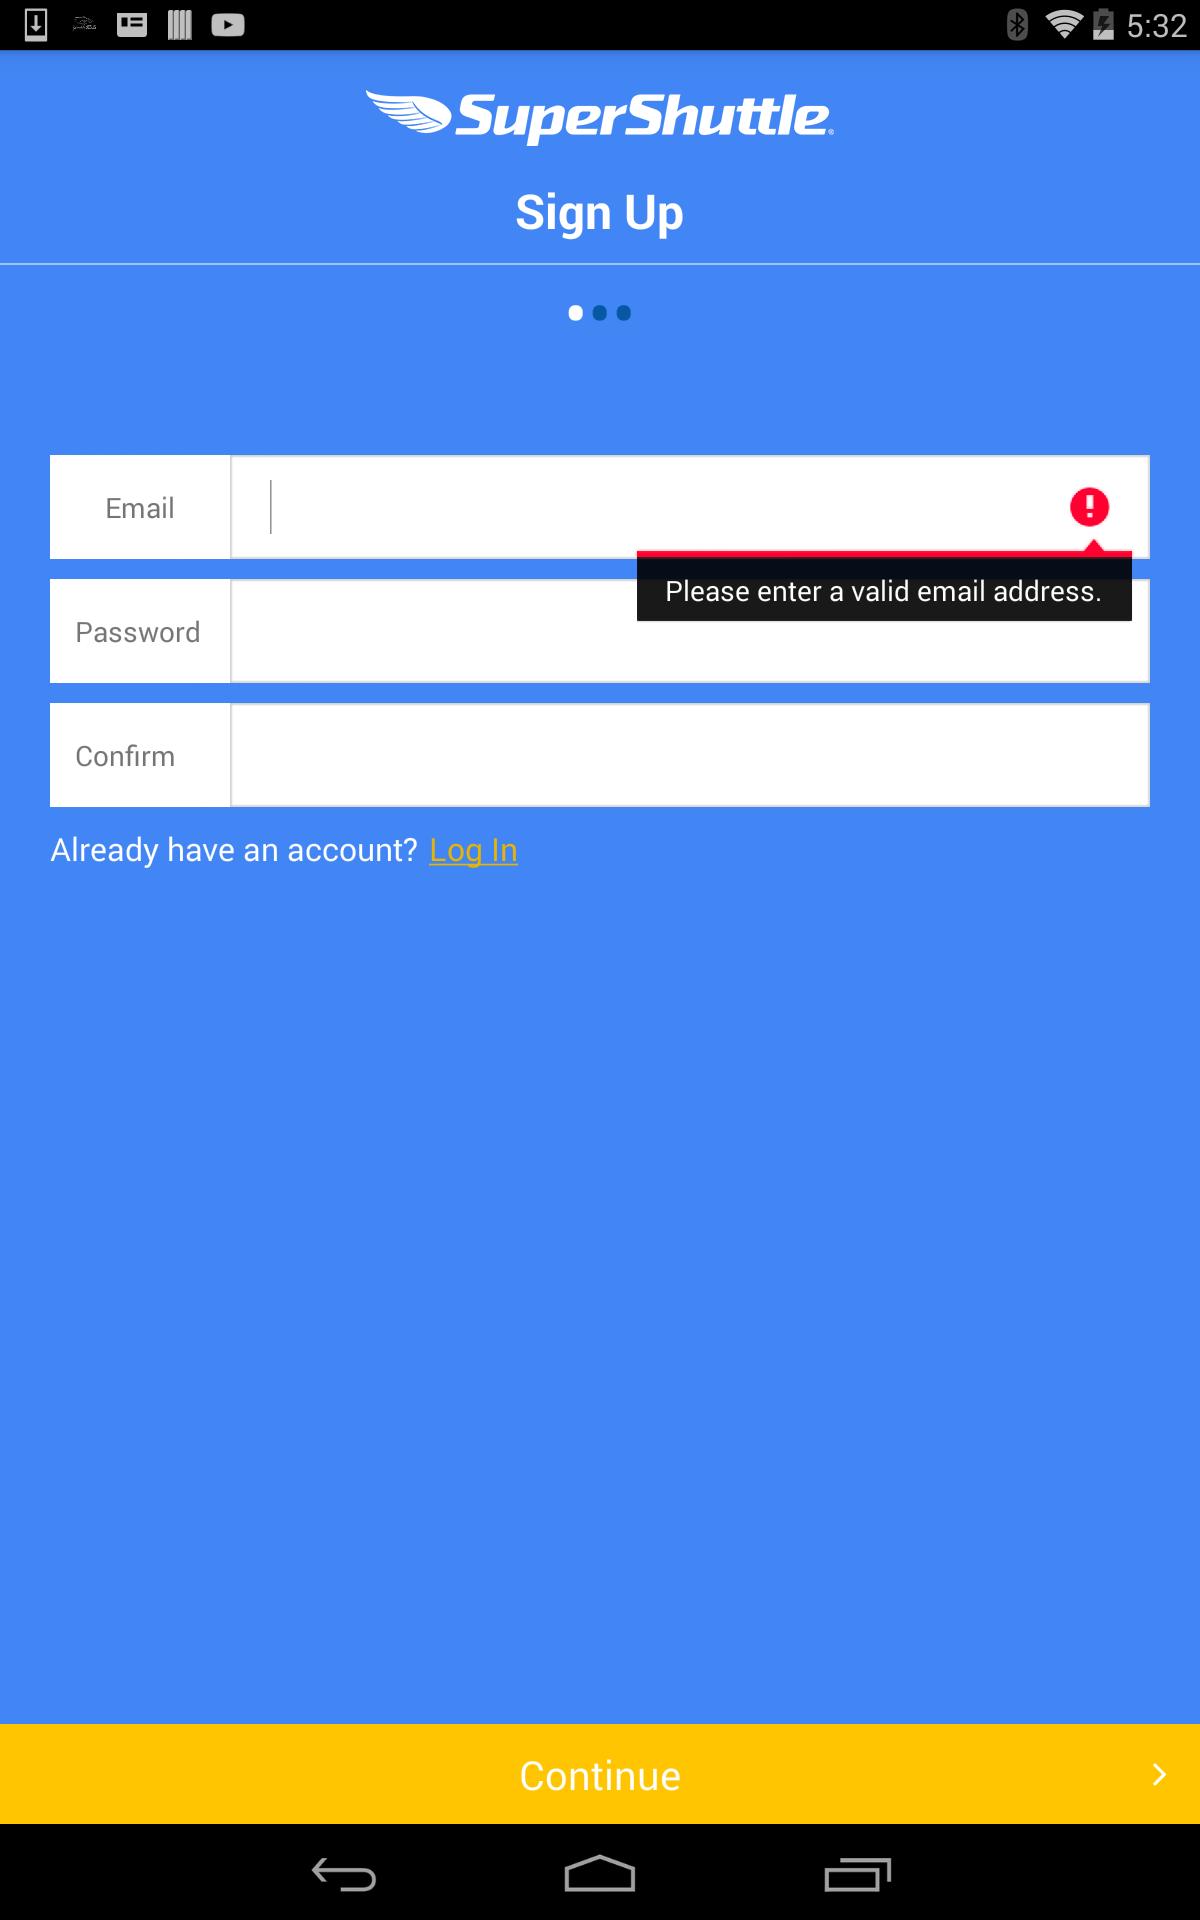 5:32
SuperShuttle
Sign Up
Email
Please enter a valid email address.
Password
Confirm
Already have an account? Log In
Continue